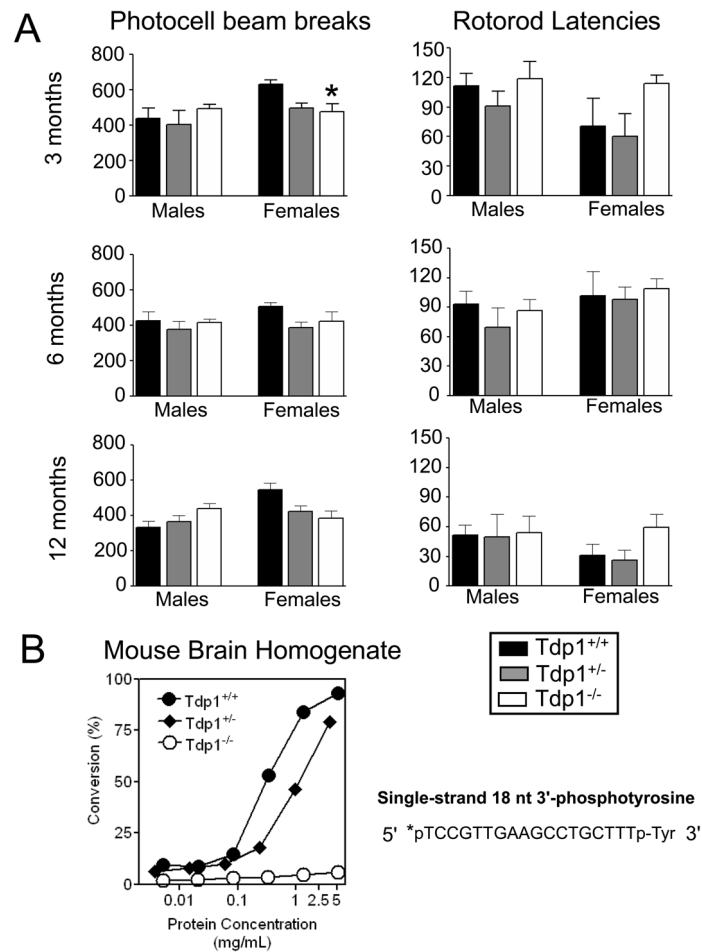 A
Photocell beam breaks
Rotorod Latencies
3 months
800
600
400
200
0
*
Males
Females
150
120
90
60
30
0
Males
Females
6 months
800
600
400
200
0
Males
Females
150
120
90
60
30
0
Males
Females
12 months
800
600
400
200
0
Males
Females
150
120
90
60
30
0
Males
Females
B
Mouse Brain Homogenate
Tdp1+/+
Tdp1+/-
Tdp1-/-
Conversion (%)
100
75
50
25
0
Tdp1+/+
Tdp1+/-
Tdp1-/-
0.01
0.1
1
2.5
5
Protein Concentration
(mg/mL)
Single-strand 18 nt 3'-phosphotyrosine
5' *pTCCGTTGAAGCCTGCTTTp-Tyr 3'